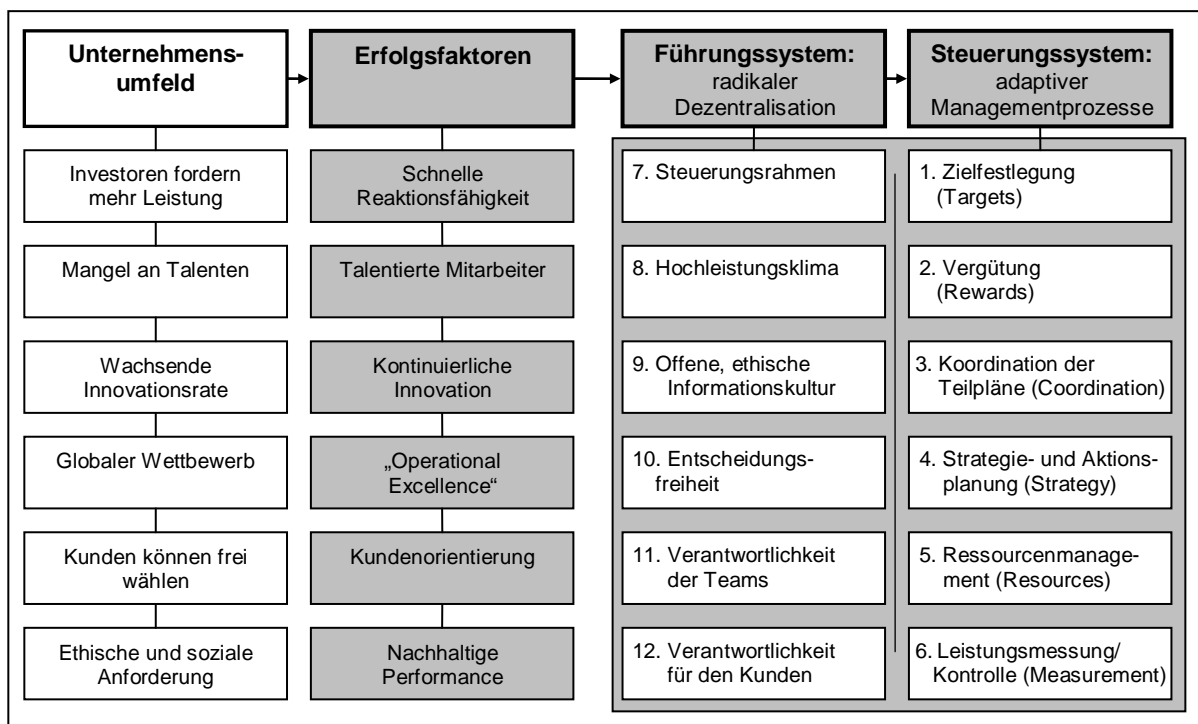 Unternehmens-
umfeld
Erfolgsfaktoren
Führungssystem:
radikaler
Dezentralisation
Steuerungssystem:
adaptiver
Managementprozesse
Investoren fordern
mehr Leistung
Schnelle
Reaktionsfähigkeit
7. Steuerungsrahmen
1. Zielfestlegung
(Targets)
Mangel an Talenten
Talentierte Mitarbeiter
8. Hochleistungsklima
2. Vergütung
(Rewards)
Wachsende
Innovationsrate
Kontinuierliche
Innovation
9. Offene, ethische
Informationskultur
3. Koordination der
Teilpläne (Coordination)
Globaler Wettbewerb
„Operational
Excellence“
10. Entscheidungs-
freiheit
4. Strategie- und Aktions-
planung (Strategy)
Kunden können frei
wählen
Kundenorientierung
11. Verantwortlichkeit
der Teams
5. Ressourcenmanage-
ment (Resources)
Ethische und soziale
Anforderung
Nachhaltige
Performance
12. Verantwortlichkeit
für den Kunden
6. Leistungsmessung/
Kontrolle (Measurement)